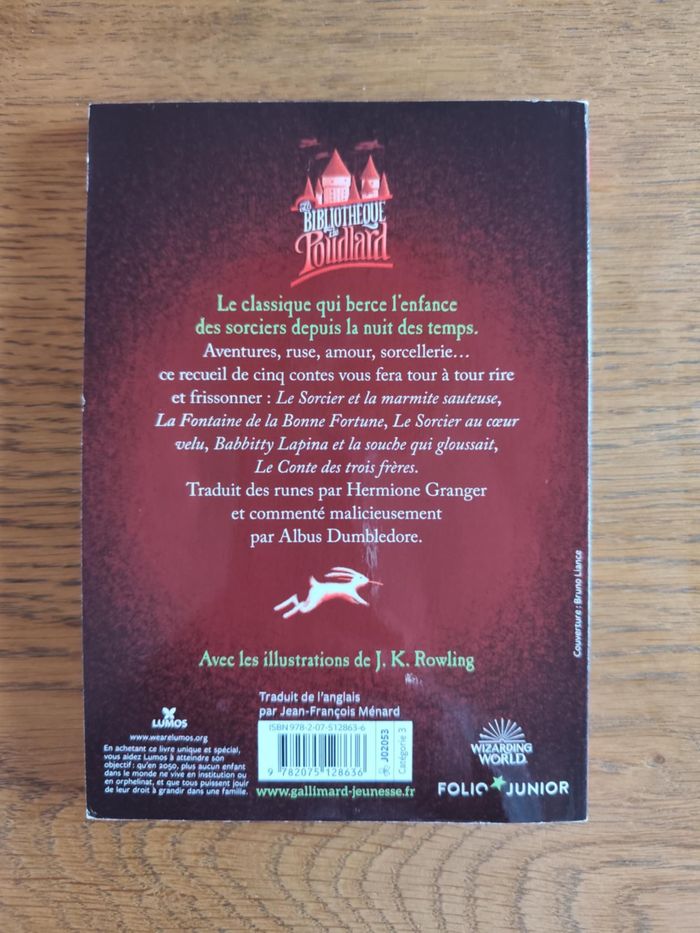 La
BIBLIOTHÈQUE
de
Poudlard
Le classique qui berce l'enfance
des sorciers depuis la nuit des temps.
Aventures, ruse, amour, sorcellerie…
ce recueil de cinq contes vous fera tour à tour rire
et frissonner : Le Sorcier et la marmite sauteuse,
La Fontaine de la Bonne Fortune, Le Sorcier au cœur
velu, Babbitty Lapina et la souche qui gloussait,
Le Conte des trois frères.
Traduit des runes par Hermione Granger
et commenté malicieusement
par Albus Dumbledore.
Couverture : Bruno Liance
Avec les illustrations de J. K. Rowling
LUMOS
www.wearelumos.org
En achetant ce livre unique et spécial,
vous aidez Lumos à atteindre son
objectif : qu'en 2050, plus aucun enfant
dans le monde ne vive en institution ou
en orphelinat, et que tous puissent jouir
de leur droit à grandir dans une famille.
Traduit de l'anglais
par Jean-François Ménard
ISBN 978-2-07-512863-6
9 782075 128636
J02053
Catégorie 3
www.gallimard-jeunesse.fr
WIZARDING
WORLD
FOLIO JUNIOR